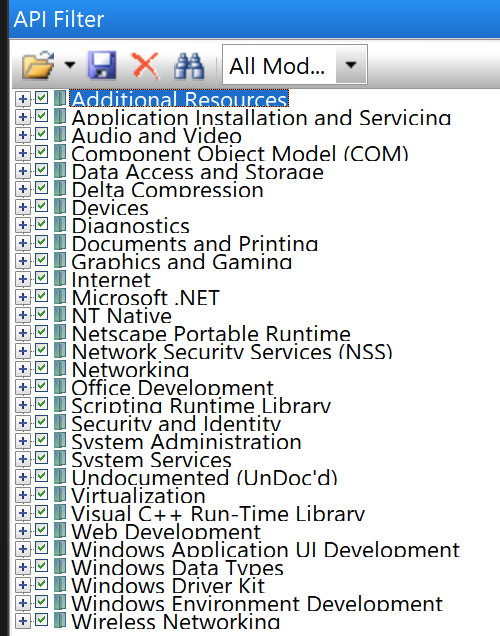 API Filter
All Mod...
Additional Resources
Application Installation and Servicing
Audio and Video
Component Object Model (COM)
Data Access and Storage
Delta Compression
Devices
Diagnostics
Documents and Printing
Graphics and Gaming
Internet
Microsoft .NET
NT Native
Netscape Portable Runtime
Network Security Services (NSS)
Networking
Office Development
Scripting Runtime Library
Security and Identity
System Administration
System Services
Undocumented (UnDoc'd)
Virtualization
Visual C++ Run-Time Library
Web Development
Windows Application UI Development
Windows Data Types
Windows Driver Kit
Windows Environment Development
Wireless Networking